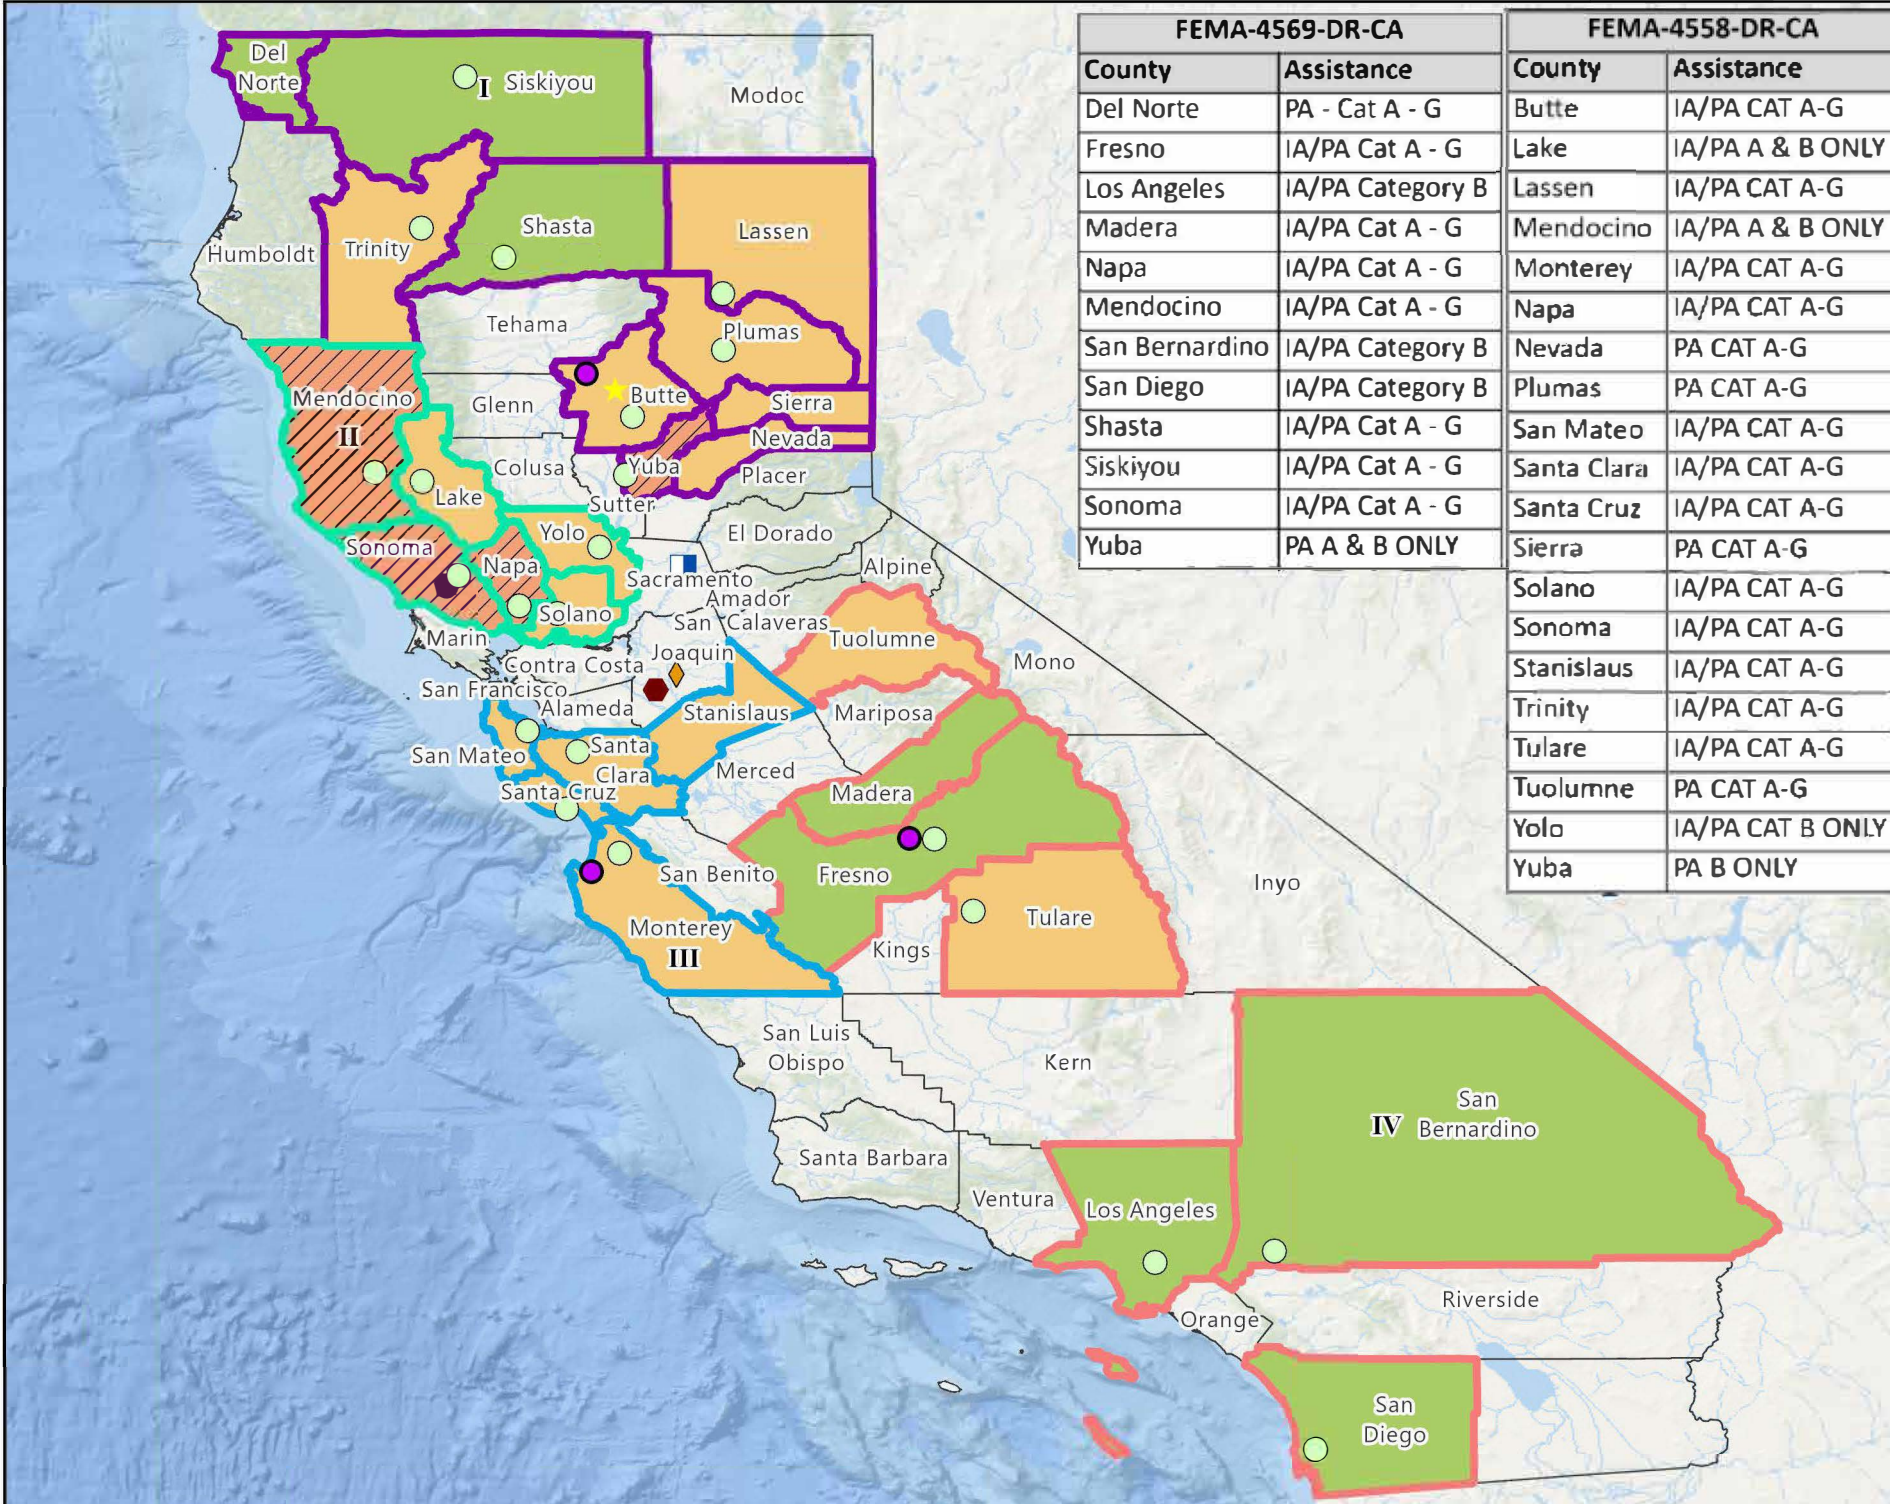 FEMA-4569-DR-CA
County Assistance
Del Norte PA - Cat A - G
Fresno IA/PA Cat A - G
Los Angeles IA/PA Category B
Madera IA/PA Cat A - G
Napa IA/PA Cat A - G
Mendocino IA/PA Cat A - G
San Bernardino IA/PA Category B
San Diego IA/PA Category B
Shasta IA/PA Cat A - G
Siskiyou IA/PA Cat A - G
Sonoma IA/PA Cat A - G
Yuba PA A & B ONLY
FEMA-4558-DR-CA
County Assistance
Butte IA/PA CAT A-G
Lake IA/PA A & B ONLY
Lassen IA/PA CAT A-G
Mendocino IA/PA A & B ONLY
Monterey IA/PA CAT A-G
Napa IA/PA CAT A-G
Nevada PA CAT A-G
Plumas PA CAT A-G
San Mateo IA/PA CAT A-G
Santa Clara IA/PA CAT A-G
Santa Cruz IA/PA CAT A-G
Sierra PA CAT A-G
Solano IA/PA CAT A-G
Sonoma IA/PA CAT A-G
Stanislaus IA/PA CAT A-G
Trinity IA/PA CAT A-G
Tulare IA/PA CAT A-G
Tuolumne PA CAT A-G
Yolo IA/PA CAT B ONLY
Yuba PA B ONLY
Del
Norte
I Siskiyou
Modoc
Humboldt
Trinity
Shasta
Lassen
Tehama
Plumas
Mendocino
II
Glenn
Butte
Sierra
Nevada
Colusa
Yuba
Placer
Lake
Sutter
Yolo
El Dorado
Sonoma
Napa
Sacramento
Alpine
Amador
Solano
San
Calaveras
Tuolumne
Marin
Contra Costa
Joaquin
Mono
San Francisco
Alameda
Stanislaus
Mariposa
San Mateo
Santa
Clara
Merced
Santa Cruz
Madera
San Benito
Fresno
Inyo
Monterey
III
Kings
Tulare
San Luis
Obispo
Kern
San
Bernardino
IV
Santa Barbara
Ventura
Los Angeles
Riverside
Orange
San
Diego